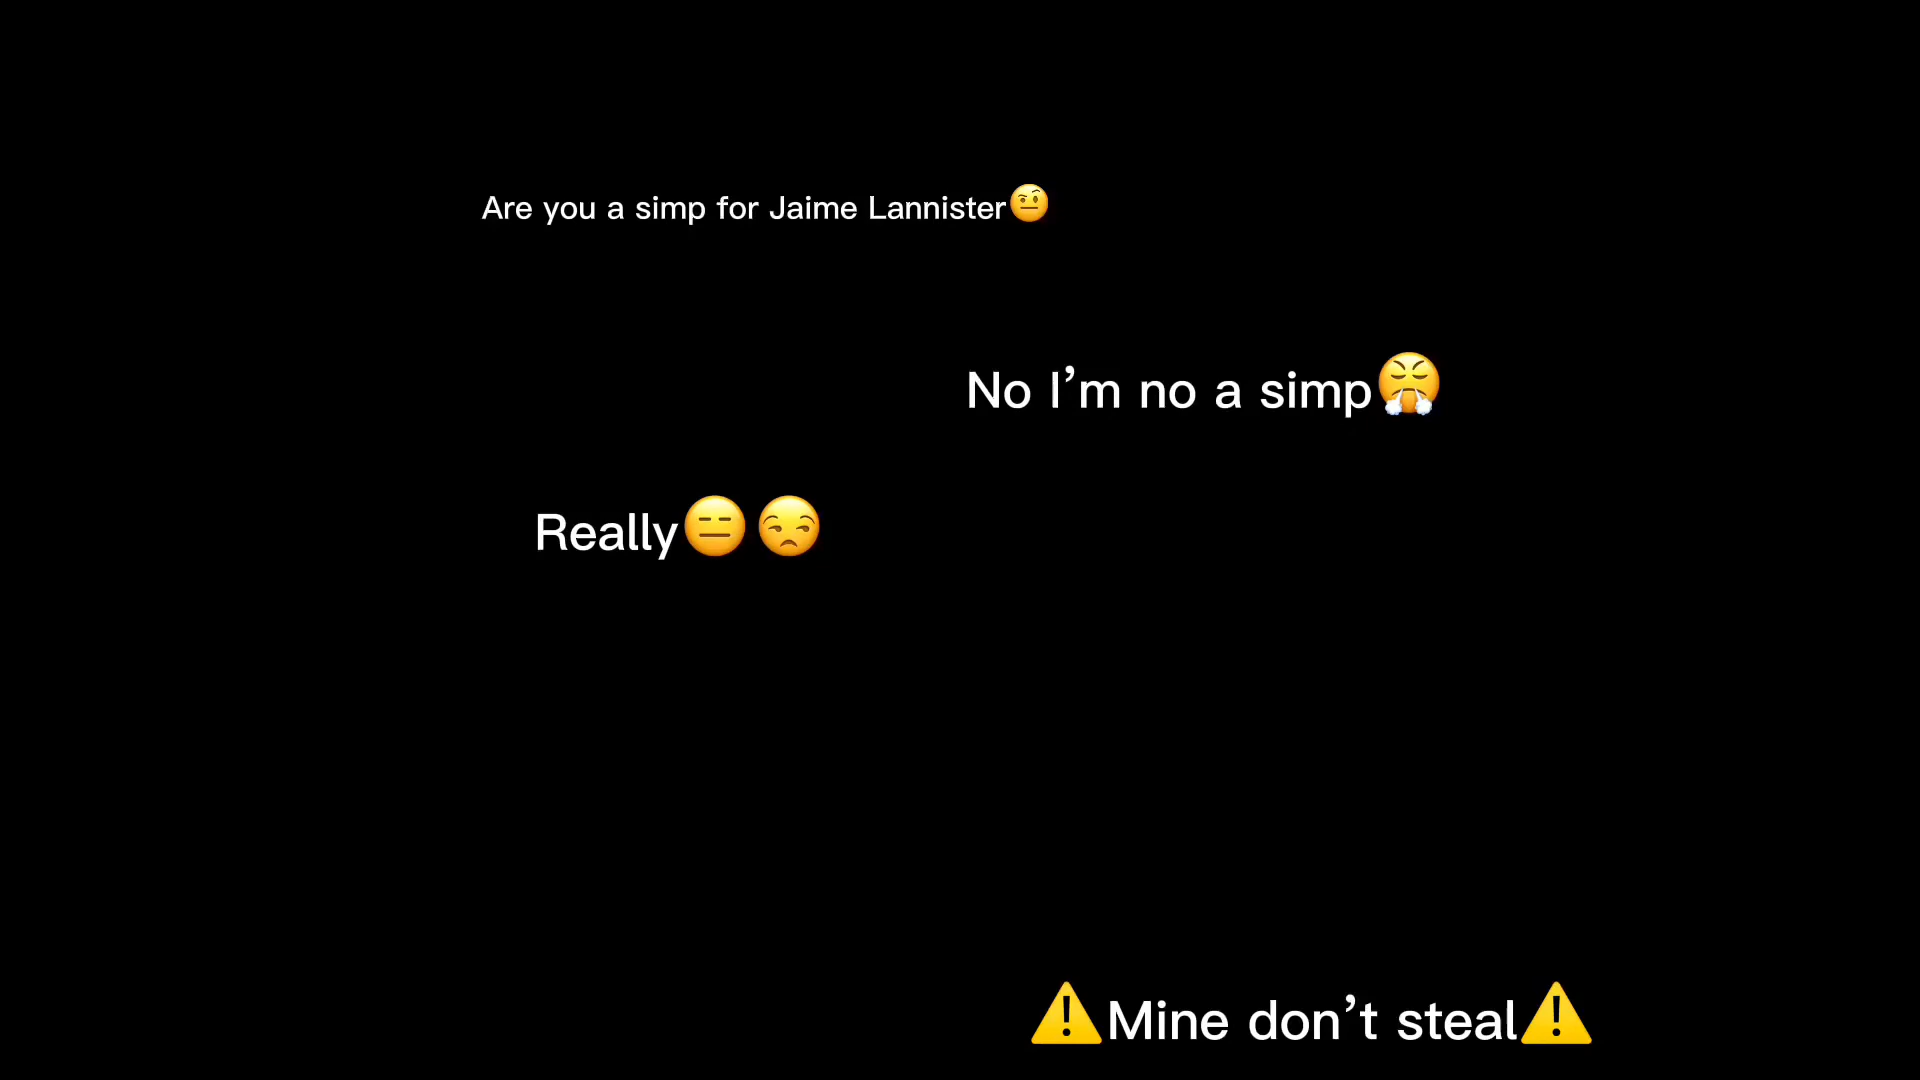 Are you a simp for Jaime Lannister🤨
No I’m no a simp😤
Really😑😒
⚠️Mine don’t steal⚠️